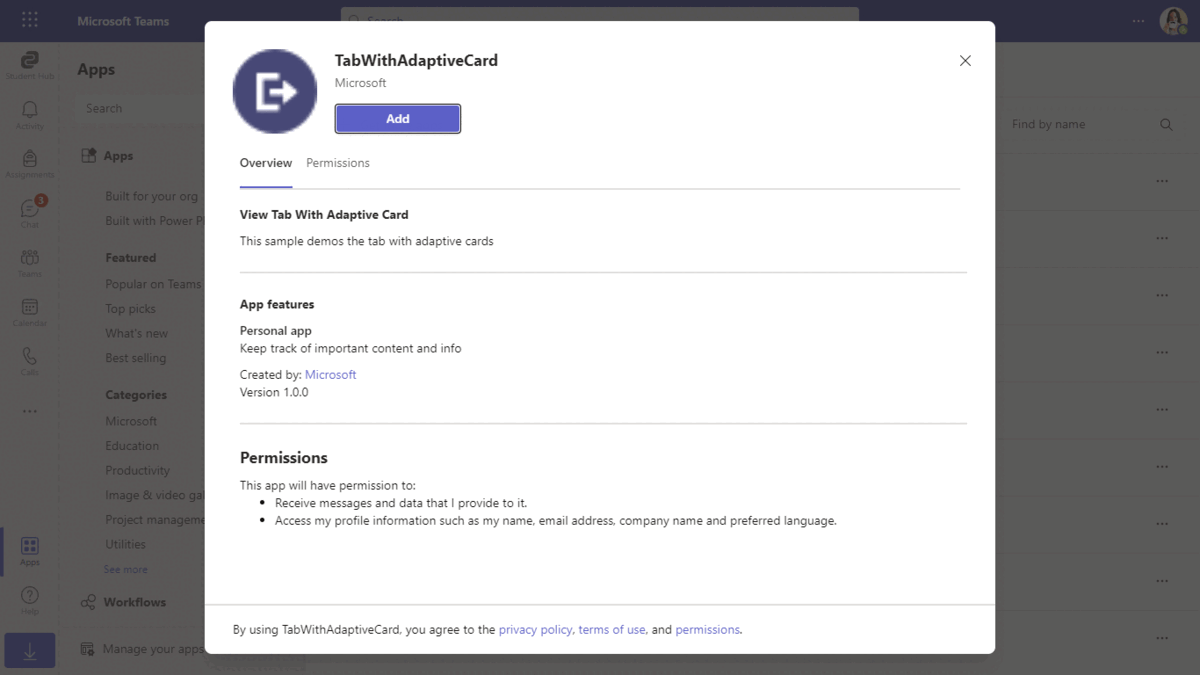 Microsoft Teams
Search
Student Hub
Activity
Assignments
Chat
3
Teams
Calendar
Calls
Apps
Help
Apps
Search
Apps
Built for your org
Built with Power
Featured
Popular on Teams
Top picks
What's new
Best selling
Categories
Microsoft
Education
Productivity
Image & video
Project
Utilities
See more
Workflows
Manage your apps
Find by name
TabWithAdaptiveCard
Microsoft
Add
Overview Permissions
View Tab With Adaptive Card
This sample demos the tab with adaptive cards
App features
Personal app
Keep track of important content and info
Created by: Microsoft
Version 1.0.0
Permissions
This app will have permission to:
• Receive messages and data that I provide to it.
• Access my profile information such as my name, email address, company name and preferred language.
By using TabWithAdaptiveCard, you agree to the privacy policy, terms of use, and permissions.